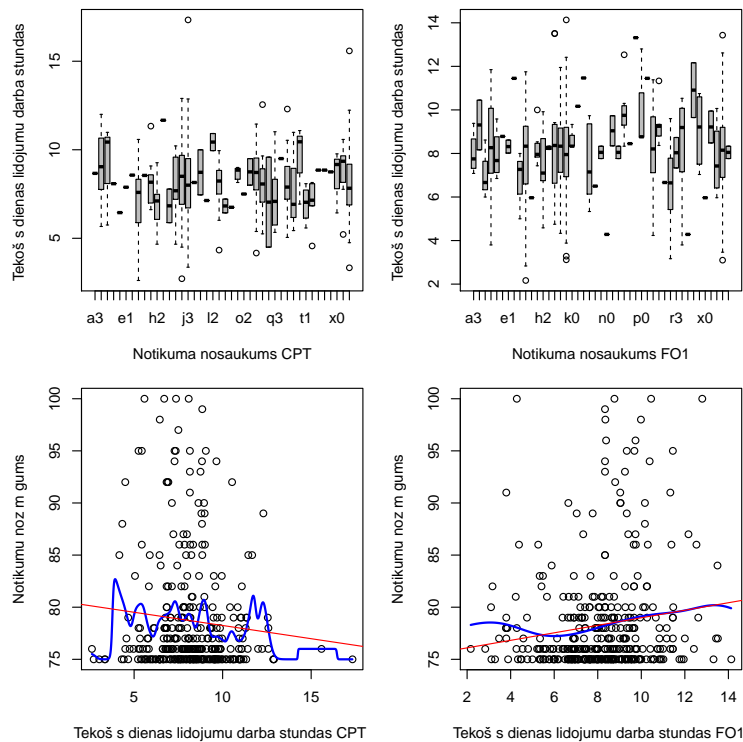 Tekoš s dienas lidojumu darba stundas
5
10
15
a3
e1
h2
j3
l2
o2
q3
t1
x0
Notikuma nosaukums CPT
Tekoš s dienas lidojumu darba stundas
2
4
6
8
10
12
14
a3
e1
h2
k0
n0
p0
r3
x0
Notikuma nosaukums FO1
Notikumu noz m gums
75
80
85
90
95
100
5
10
15
Tekoš s dienas lidojumu darba stundas CPT
Notikumu noz m gums
75
80
85
90
95
100
2
4
6
8
10
12
14
Tekoš s dienas lidojumu darba stundas FO1